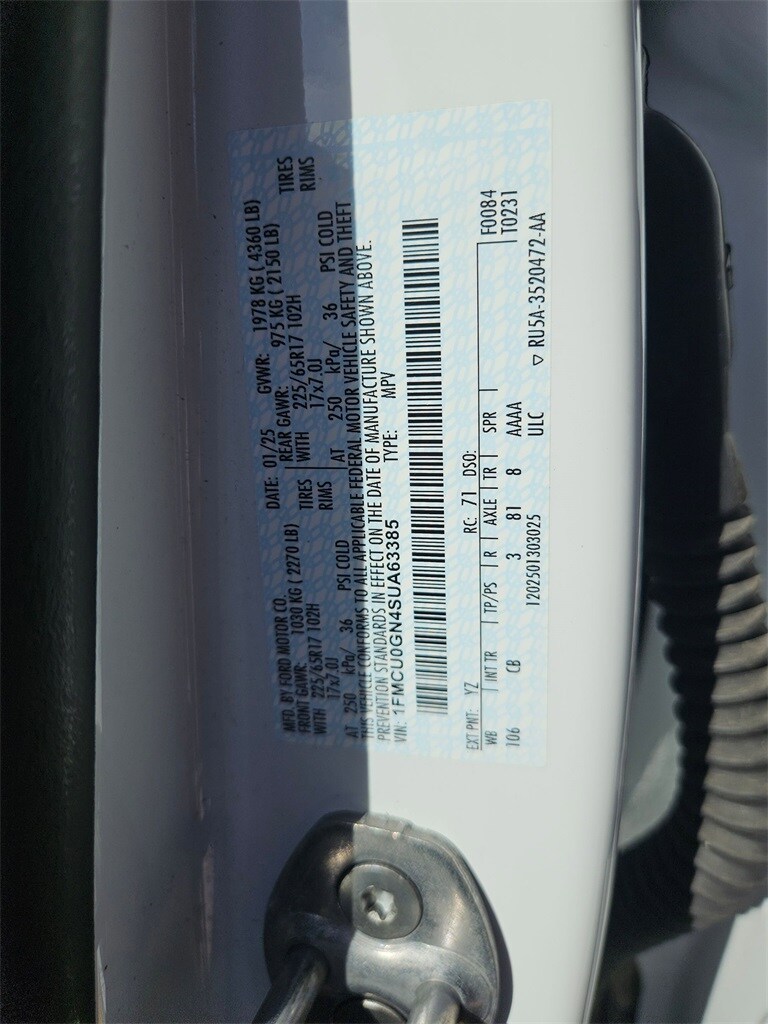 MFD. BY FORD MOTOR CO. DATE: 01/25 GVWR: 1978 KG ( 4360 LB)
FRONT GAWR: 1030 KG ( 2270 LB) REAR GAWR: 975 KG ( 2150 LB)
WITH 225/65R17 102H TIRES WITH 225/65R17 102H TIRES
17x7.0J RIMS 17x7.0J RIMS
AT 250 kPa/ 36 PSI COLD AT 250 kPa/ 36 PSI COLD
THIS VEHICLE CONFORMS TO ALL APPLICABLE FEDERAL MOTOR VEHICLE SAFETY AND THEFT
PREVENTION STANDARDS IN EFFECT ON THE DATE OF MANUFACTURE SHOWN ABOVE.
VIN: 1FMCU0GN4SUA63385 TYPE: MPV
EXT PNT: YZ RC: 71 DSO:
WB INT TR TP/PS R AXLE TR SPR F0084
106 CB 3 81 8 AAAA T0231
1202501303025 ULC ▽ RU5A-3520472-AA